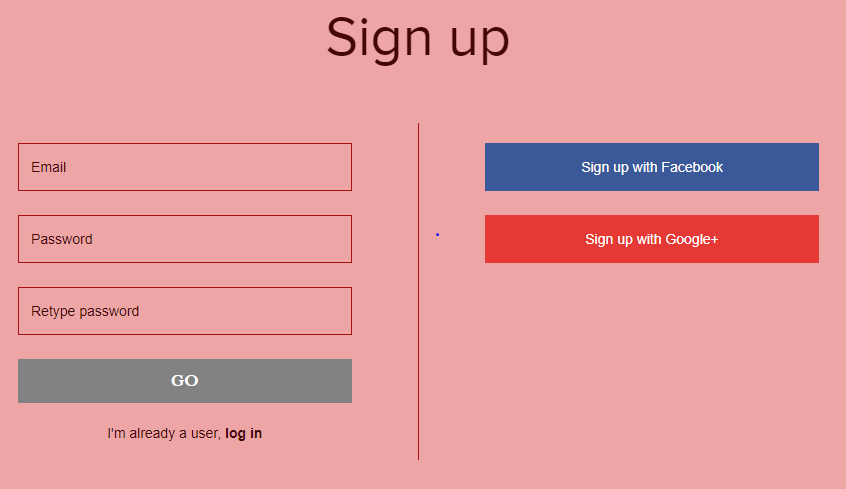 Sign up
Email
Password
Retype password
GO
I'm already a user, log in
Sign up with Facebook
Sign up with Google+